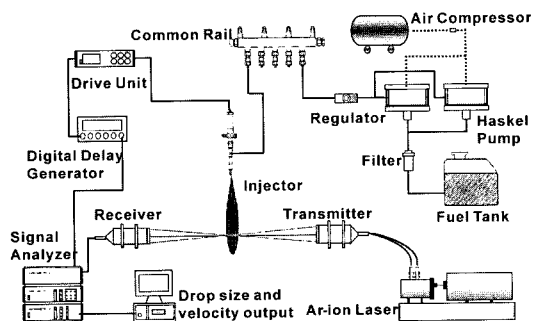 Air Compressor
Common Rail
Drive Unit
Regulator
Haskel
Pump
Digital Delay
Generator
Filter
Injector
Fuel Tank
Receiver
Transmitter
Signal
Analyzer
Drop size and
velocity output
Ar-ion Laser